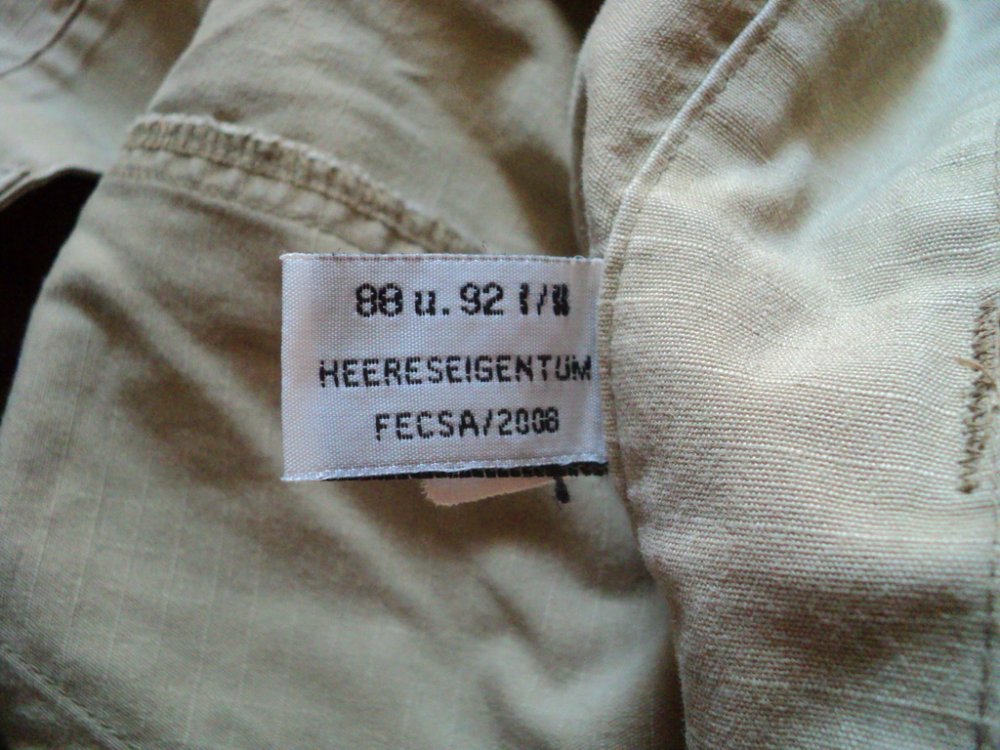 88 u. 92
HEERESEIGENTUM
FECSA/2008